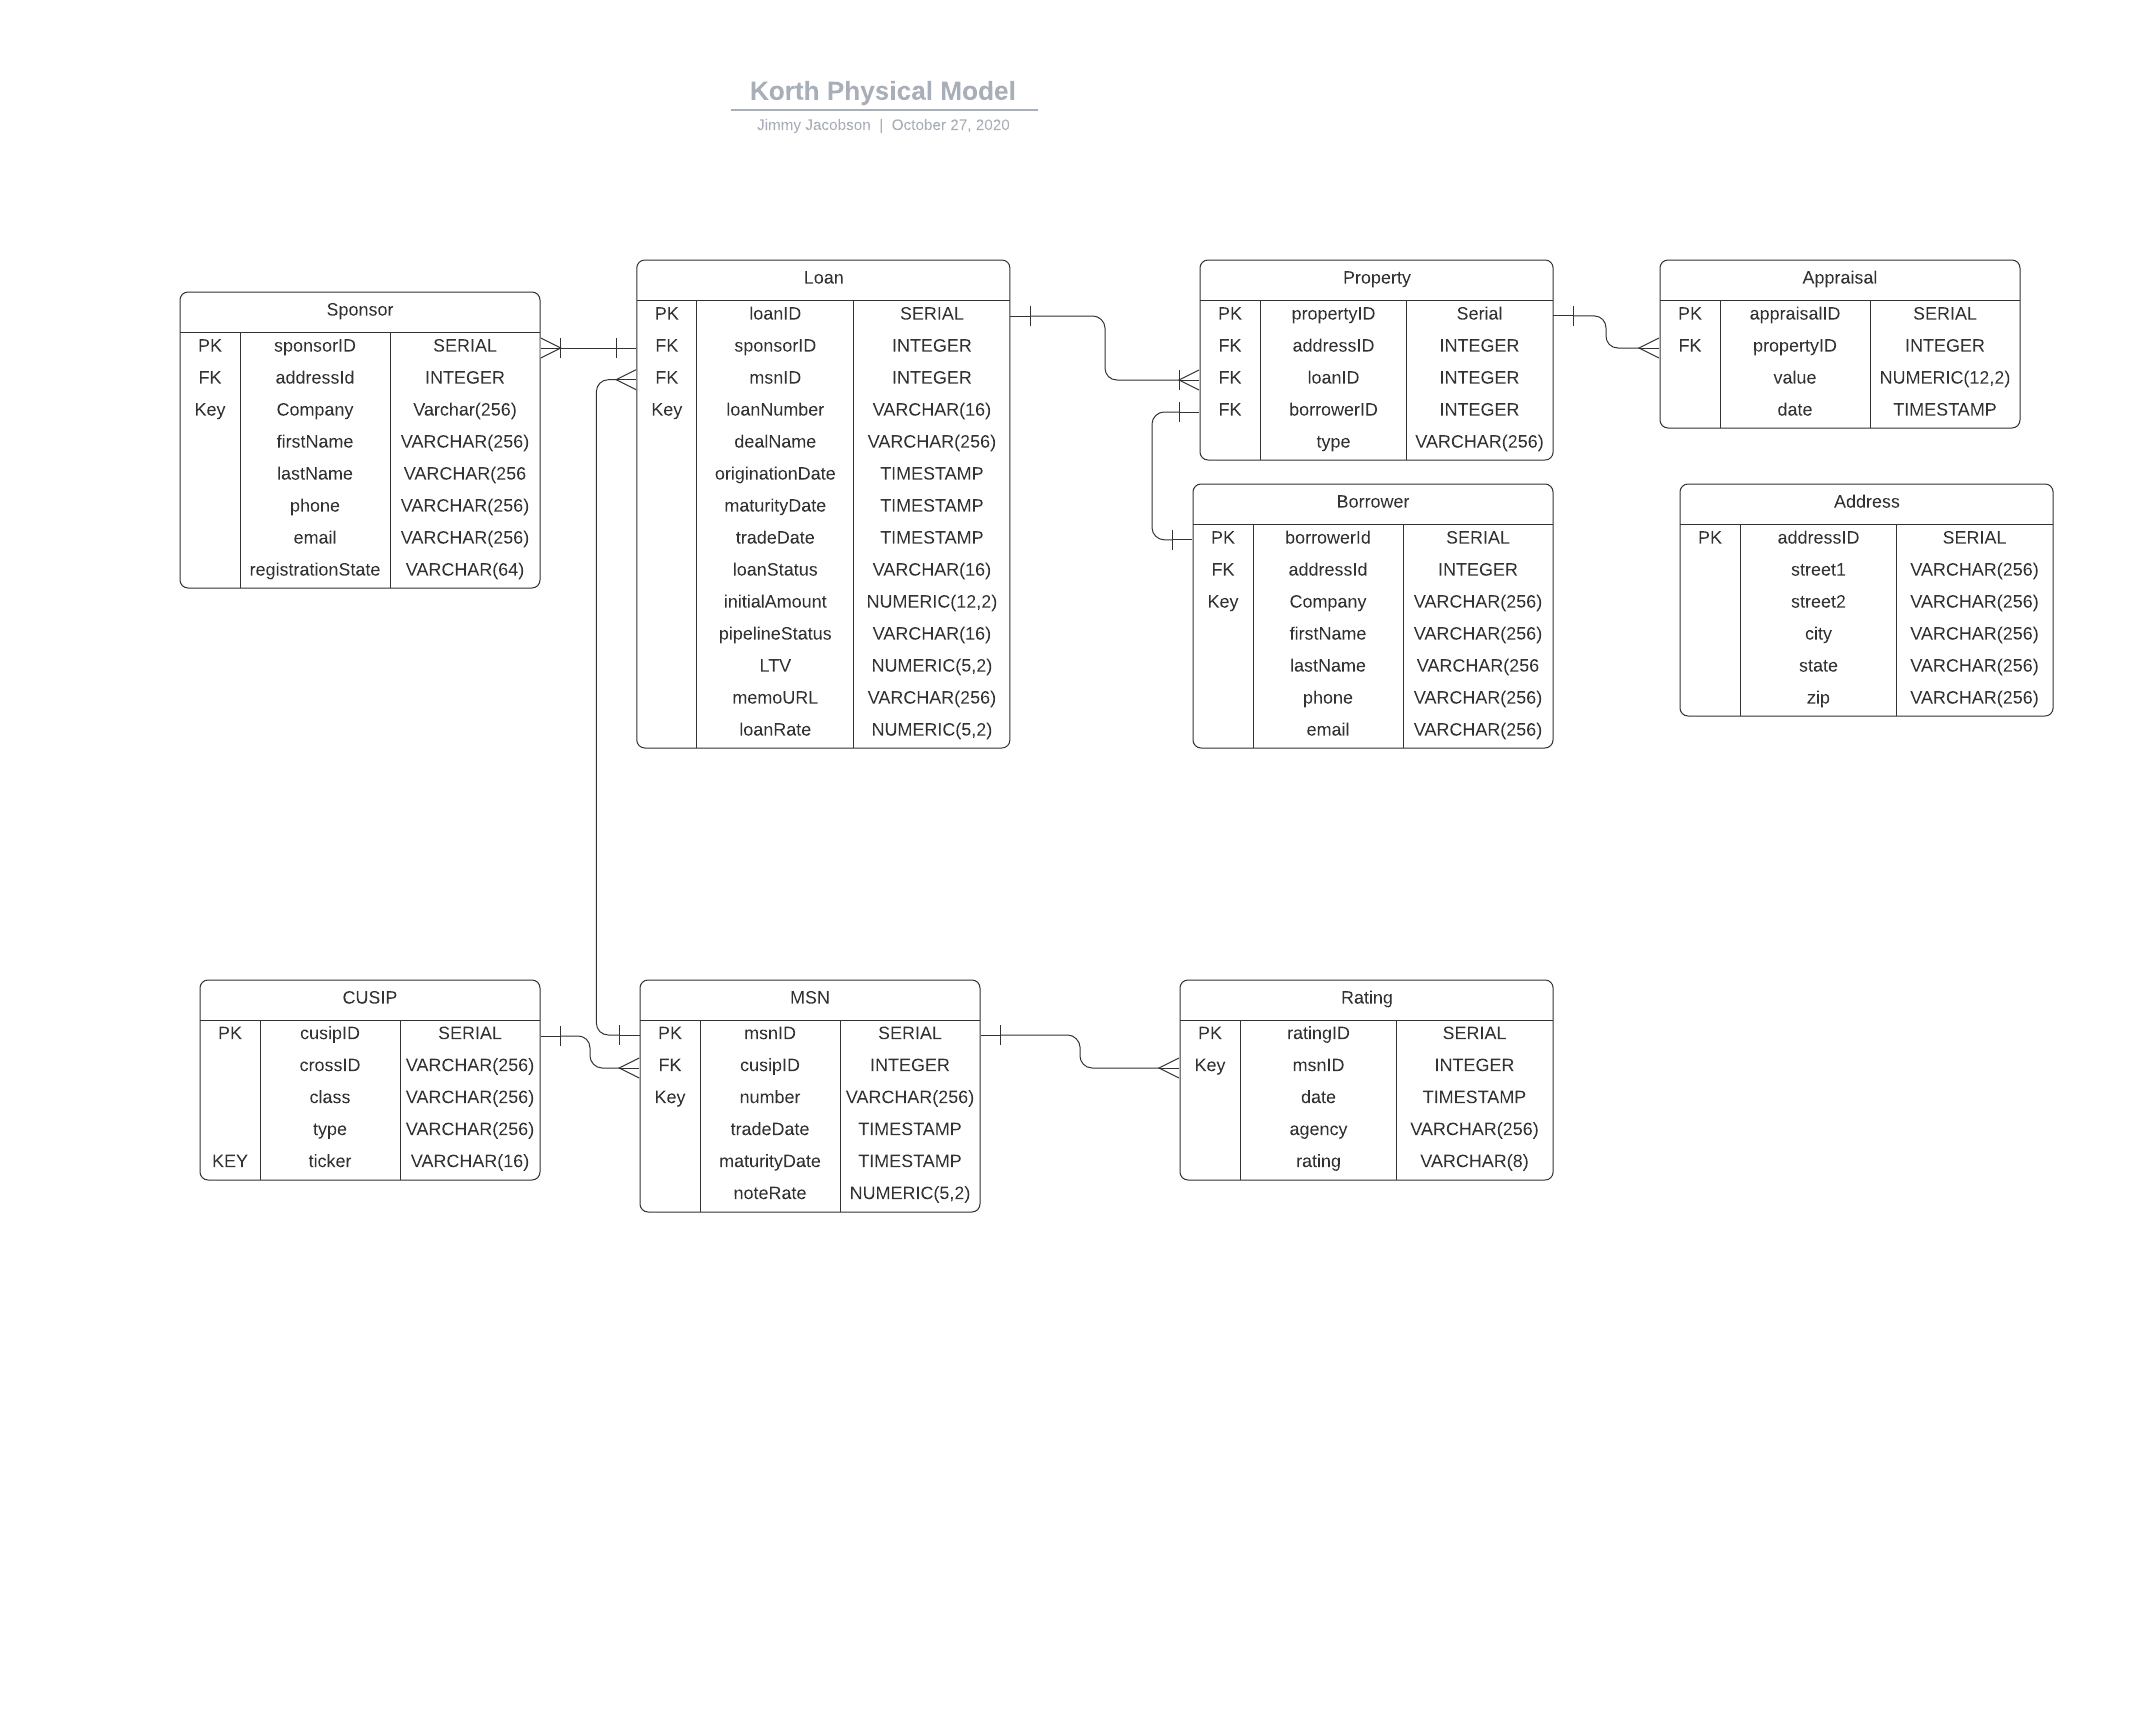 Korth Physical Model
Jimmy Jacobson | October 27, 2020
Sponsor
PK sponsorID SERIAL
FK addressId INTEGER
Key Company Varchar(256)
firstName VARCHAR(256)
lastName VARCHAR(256
phone VARCHAR(256)
email VARCHAR(256)
registrationState VARCHAR(64)
Loan
PK loanID SERIAL
FK sponsorID INTEGER
FK msnID INTEGER
Key loanNumber VARCHAR(16)
dealName VARCHAR(256)
originationDate TIMESTAMP
maturityDate TIMESTAMP
tradeDate TIMESTAMP
loanStatus VARCHAR(16)
initialAmount NUMERIC(12,2)
pipelineStatus VARCHAR(16)
LTV NUMERIC(5,2)
memoURL VARCHAR(256)
loanRate NUMERIC(5,2)
Property
PK propertyID Serial
FK addressID INTEGER
FK loanID INTEGER
FK borrowerID INTEGER
type VARCHAR(256)
Appraisal
PK appraisalID SERIAL
FK propertyID INTEGER
value NUMERIC(12,2)
date TIMESTAMP
Borrower
PK borrowerId SERIAL
FK addressId INTEGER
Key Company VARCHAR(256)
firstName VARCHAR(256)
lastName VARCHAR(256
phone VARCHAR(256)
email VARCHAR(256)
Address
PK addressID SERIAL
street1 VARCHAR(256)
street2 VARCHAR(256)
city VARCHAR(256)
state VARCHAR(256)
zip VARCHAR(256)
CUSIP
PK cusipID SERIAL
crossID VARCHAR(256)
class VARCHAR(256)
type VARCHAR(256)
KEY ticker VARCHAR(16)
MSN
PK msnID SERIAL
FK cusipID INTEGER
Key number VARCHAR(256)
tradeDate TIMESTAMP
maturityDate TIMESTAMP
noteRate NUMERIC(5,2)
Rating
PK ratingID SERIAL
Key msnID INTEGER
date TIMESTAMP
agency VARCHAR(256)
rating VARCHAR(8)